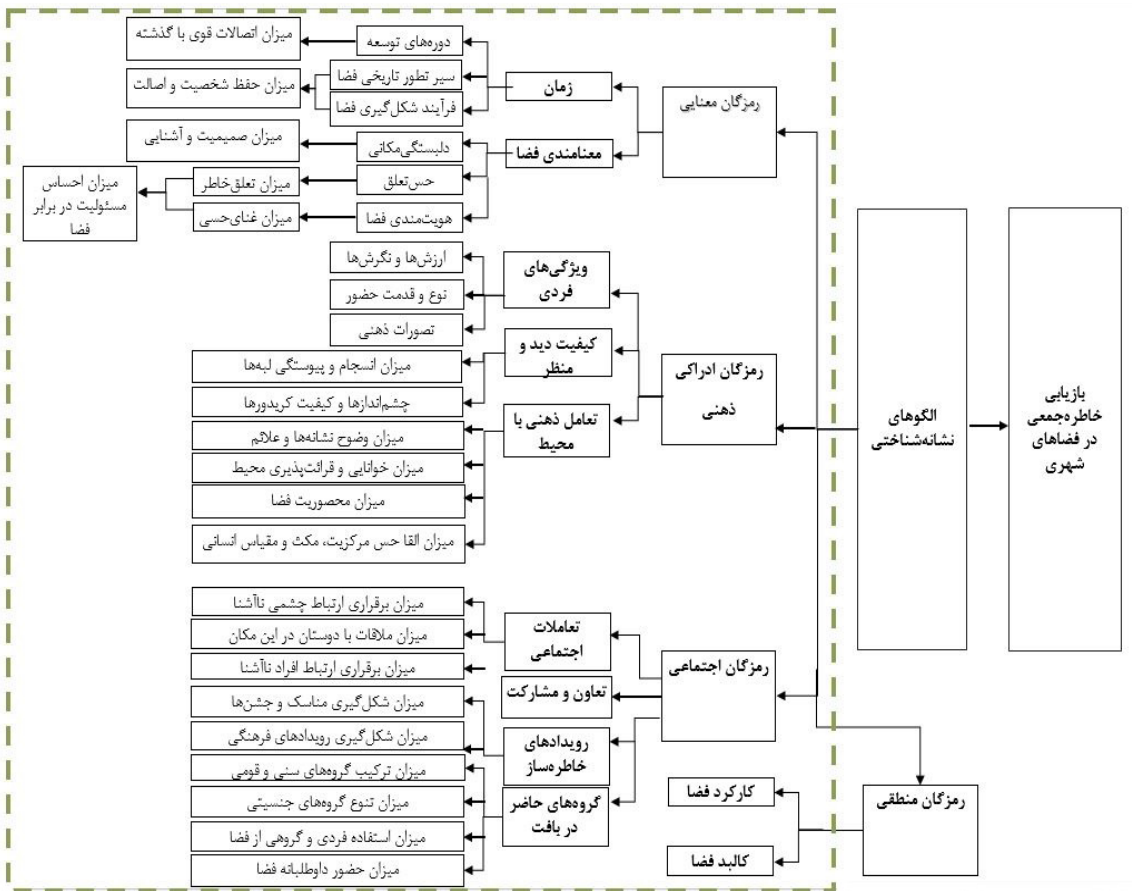 بازیابی
خاطره‌جمعی
در فضاهای
شهری
الگوهای
نشانه‌شناختی
رمزگان معنایی
زمان
دوره‌های توسعه
میزان اتصالات قوی با گذشته
سیر تطور تاریخی فضا
فرآیند شکل‌گیری فضا
میزان حفظ شخصیت و اصالت
معنامندی فضا
دلبستگی‌مکانی
میزان صمیمیت و آشنایی
حس‌تعلق
میزان تعلق‌خاطر
هویت‌مندی فضا
میزان غنای‌حسی
میزان احساس
مسئولیت در برابر
فضا
رمزگان ادراکی
ذهنی
ویژگی‌های
فردی
ارزش‌ها و نگرش‌ها
نوع و قدمت حضور
تصورات ذهنی
کیفیت دید و
منظر
میزان انسجام و پیوستگی لبه‌ها
چشم‌اندازها و کیفیت کریدورها
تعامل ذهنی با
محیط
میزان وضوح نشانه‌ها و علائم
میزان خوانایی و قرائت‌پذیری محیط
میزان محصوریت فضا
میزان القا حس مرکزیت، مکث و مقیاس انسانی
رمزگان اجتماعی
تعاملات
اجتماعی
میزان برقراری ارتباط چشمی ناآشنا
میزان ملاقات با دوستان در این مکان
میزان برقراری ارتباط افراد ناآشنا
تعاون و مشارکت
رویدادهای
خاطره‌ساز
میزان شکل‌گیری مناسک و جشن‌ها
میزان شکل‌گیری رویدادهای فرهنگی
گروه‌های حاضر
در بافت
میزان ترکیب گروه‌های سنی و قومی
میزان تنوع گروه‌های جنسیتی
میزان استفاده فردی و گروهی از فضا
میزان حضور داوطلبانه فضا
رمزگان منطقی
کارکرد فضا
کالبد فضا